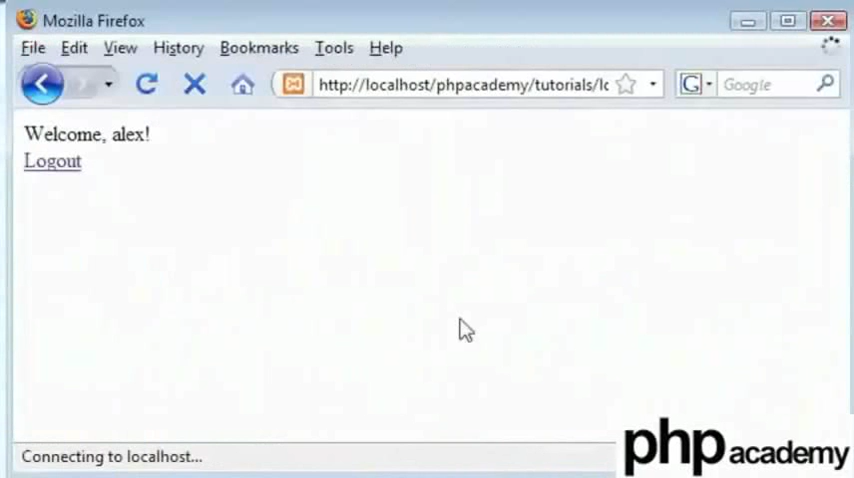 Mozilla Firefox
File Edit View History Bookmarks Tools Help
http://localhost/phpacademy/tutorials/lo
G Google
Welcome, alex!
Logout
Connecting to localhost...
php academy